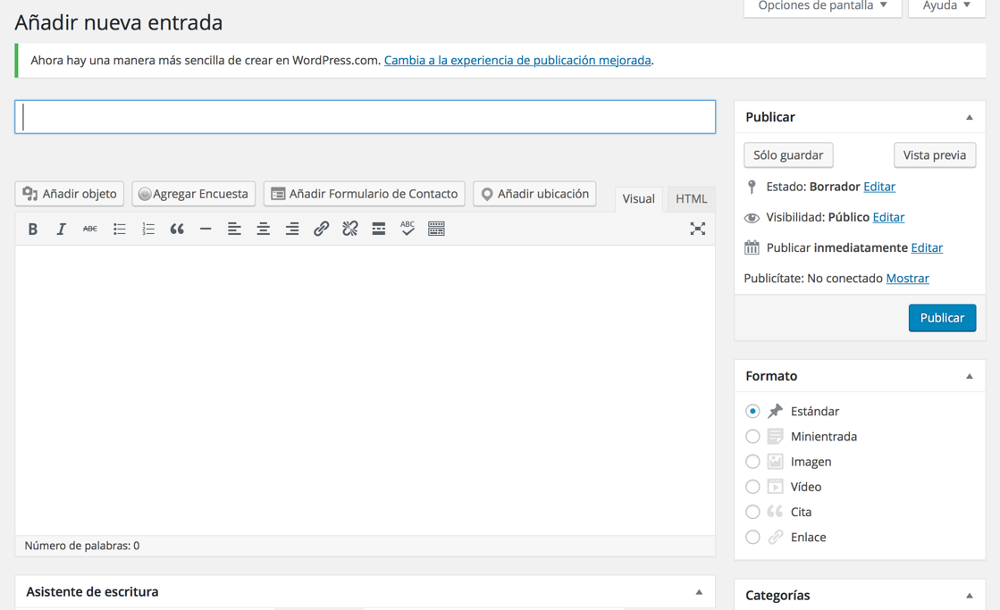 Opciones de pantalla
Ayuda
Añadir nueva entrada
Ahora hay una manera más sencilla de crear en WordPress.com. Cambia a la experiencia de publicación mejorada.
Añadir objeto
Agregar Encuesta
Añadir Formulario de Contacto
Añadir ubicación
Visual
HTML
B I ABC
ABC
Número de palabras: 0
Asistente de escritura
Publicar
Sólo guardar
Vista previa
Estado: Borrador Editar
Visibilidad: Público Editar
Publicar inmediatamente Editar
Publicítate: No conectado Mostrar
Publicar
Formato
Estándar
Minientrada
Imagen
Vídeo
Cita
Enlace
Categorías